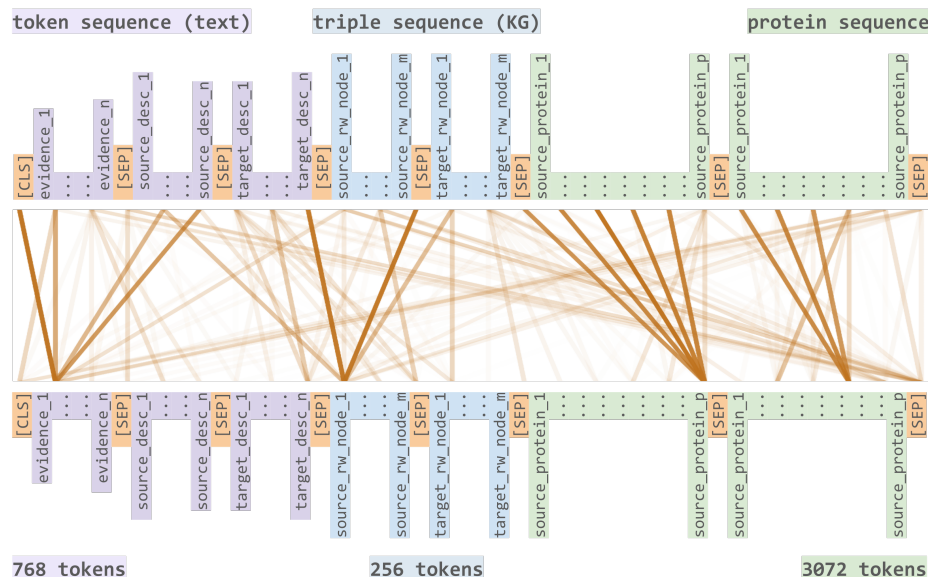 token sequence (text)
triple sequence (KG)
protein sequence
[CLS]
evidence_1
evidence_n
[SEP]
source_desc_1
source_desc_n
[SEP]
target_desc_1
target_desc_n
[SEP]
source_rw_node_1
source_rw_node_m
[SEP]
target_rw_node_1
target_rw_node_m
[SEP]
source_protein_1
source_protein_p
[SEP]
source_protein_1
source_protein_p
[SEP]
[CLS]
evidence_1
evidence_n
[SEP]
source_desc_1
source_desc_n
[SEP]
target_desc_1
target_desc_n
[SEP]
source_rw_node_1
source_rw_node_m
[SEP]
target_rw_node_1
target_rw_node_m
[SEP]
source_protein_1
source_protein_p
[SEP]
source_protein_1
source_protein_p
[SEP]
768 tokens
256 tokens
3072 tokens